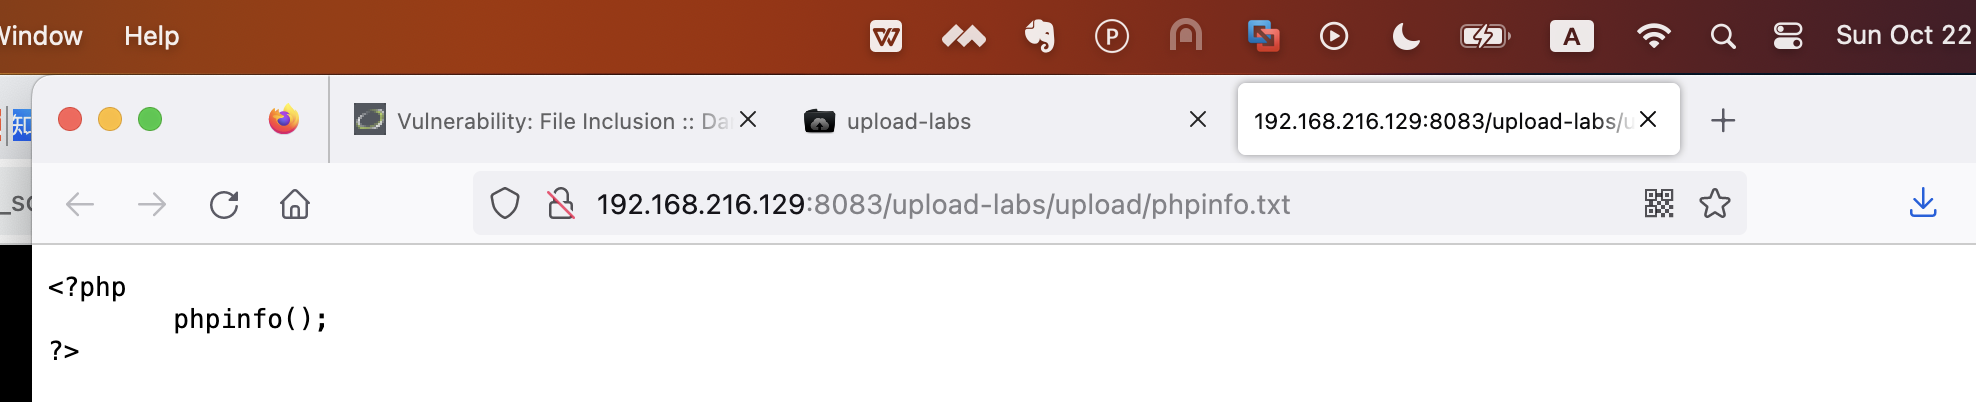 Window Help A Sun Oct 22
知 Vulnerability: File Inclusion :: Da upload-labs 192.168.216.129:8083/upload-labs/u
_sc 192.168.216.129:8083/upload-labs/upload/phpinfo.txt
<?php
phpinfo();
?>